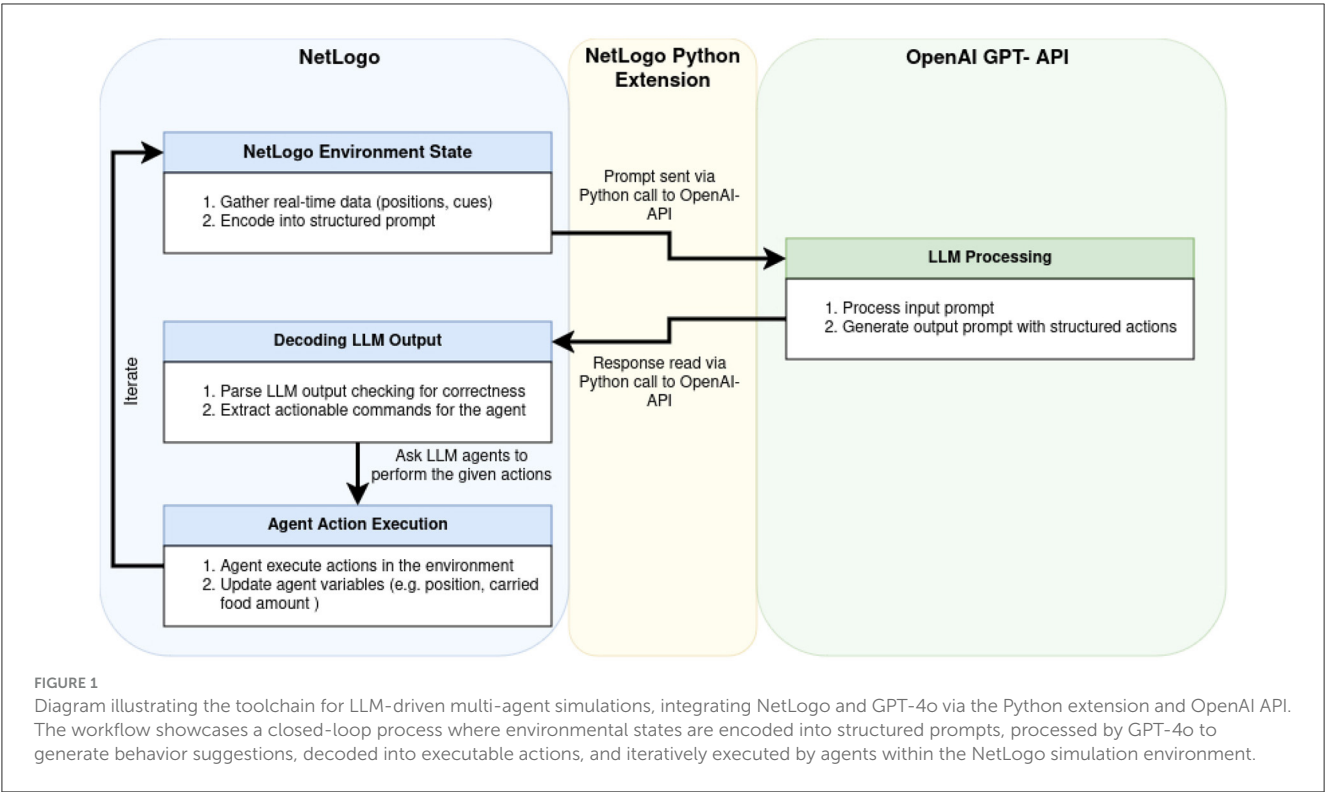 NetLogo
NetLogo Python
Extension
OpenAI GPT- API
NetLogo Environment State
1. Gather real-time data (positions, cues)
2. Encode into structured prompt
Prompt sent via
Python call to OpenAI-
API
LLM Processing
1. Process input prompt
2. Generate output prompt with structured actions
Decoding LLM Output
1. Parse LLM output checking for correctness
2. Extract actionable commands for the agent
Response read via
Python call to OpenAI-
API
Iterate
Ask LLM agents to
perform the given actions
Agent Action Execution
1. Agent execute actions in the environment
2. Update agent variables (e.g. position, carried
food amount )
FIGURE 1
Diagram illustrating the toolchain for LLM-driven multi-agent simulations, integrating NetLogo and GPT-4o via the Python extension and OpenAI API.
The workflow showcases a closed-loop process where environmental states are encoded into structured prompts, processed by GPT-4o to
generate behavior suggestions, decoded into executable actions, and iteratively executed by agents within the NetLogo simulation environment.